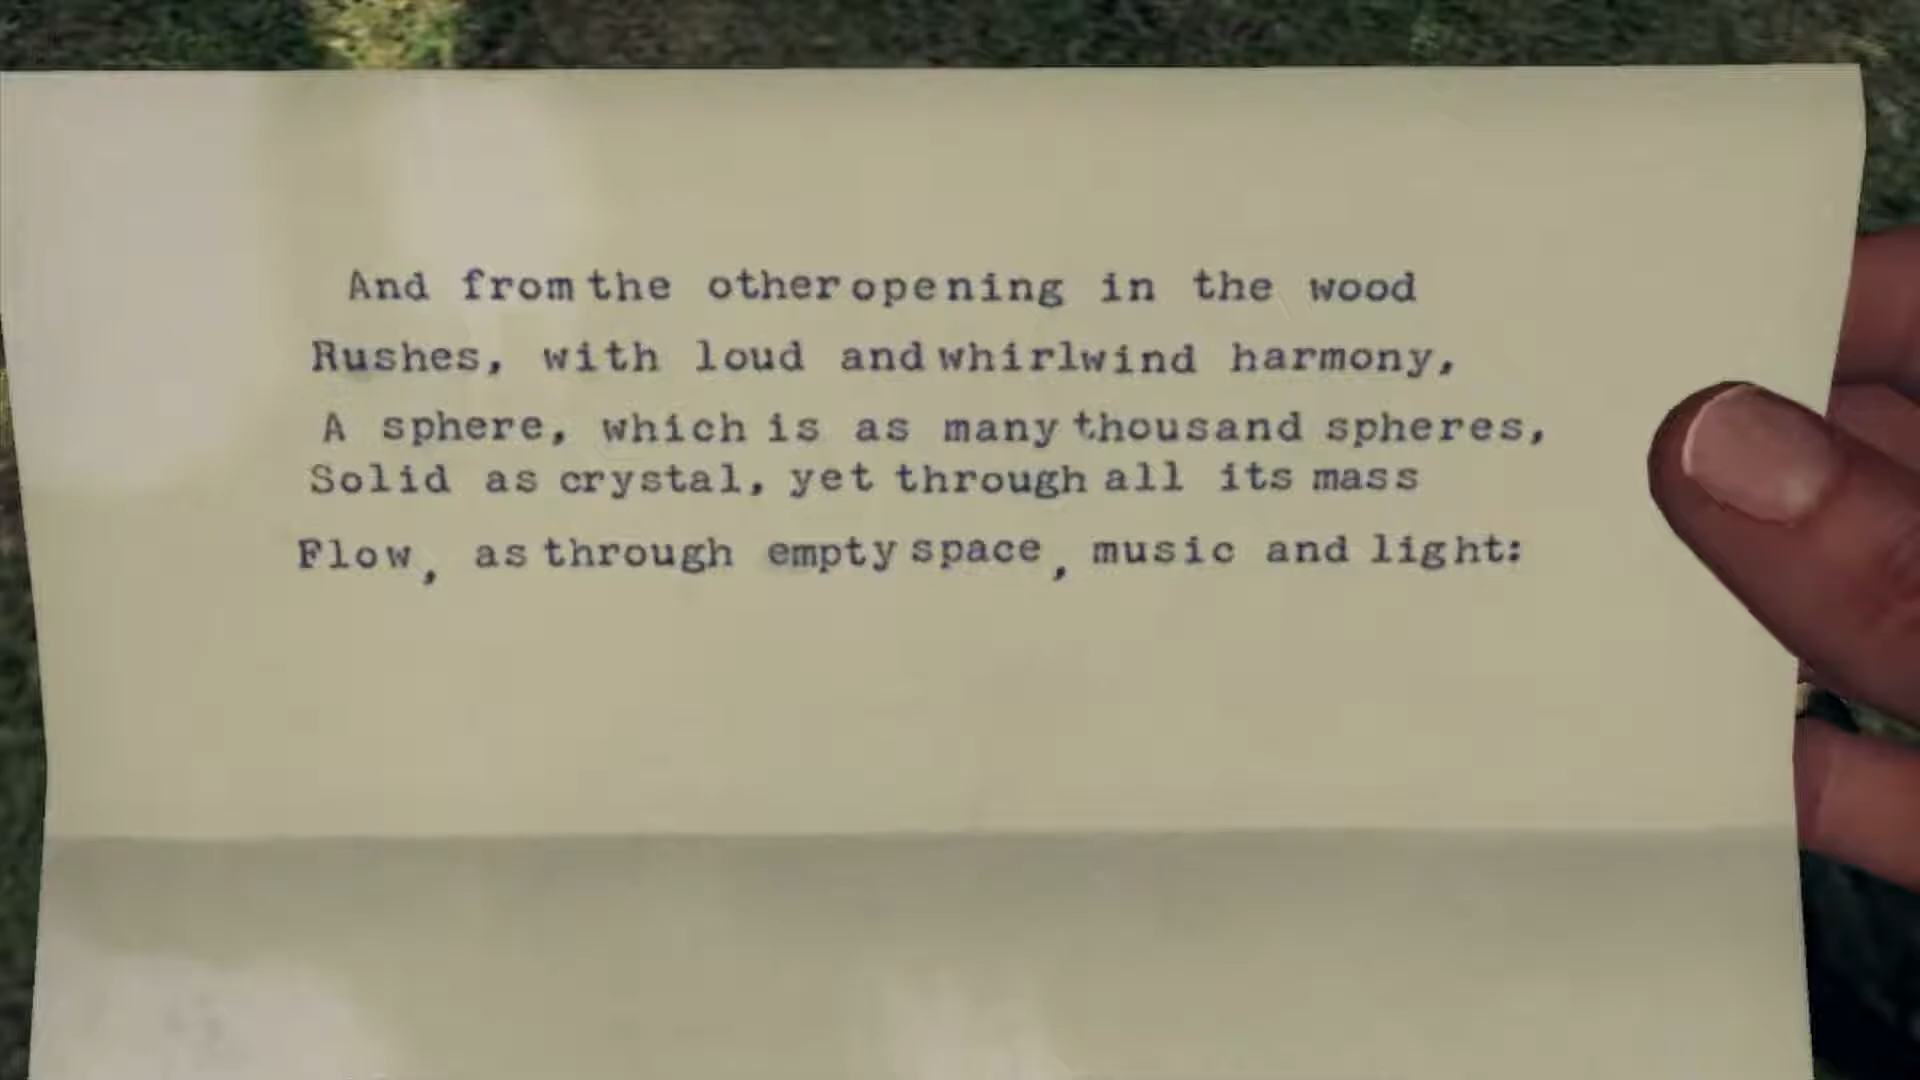 And from the other opening in the wood
Rushes, with loud and whirlwind harmony,
A sphere, which is as many thousand spheres,
Solid as crystal, yet through all its mass
Flow, as through empty space, music and light: